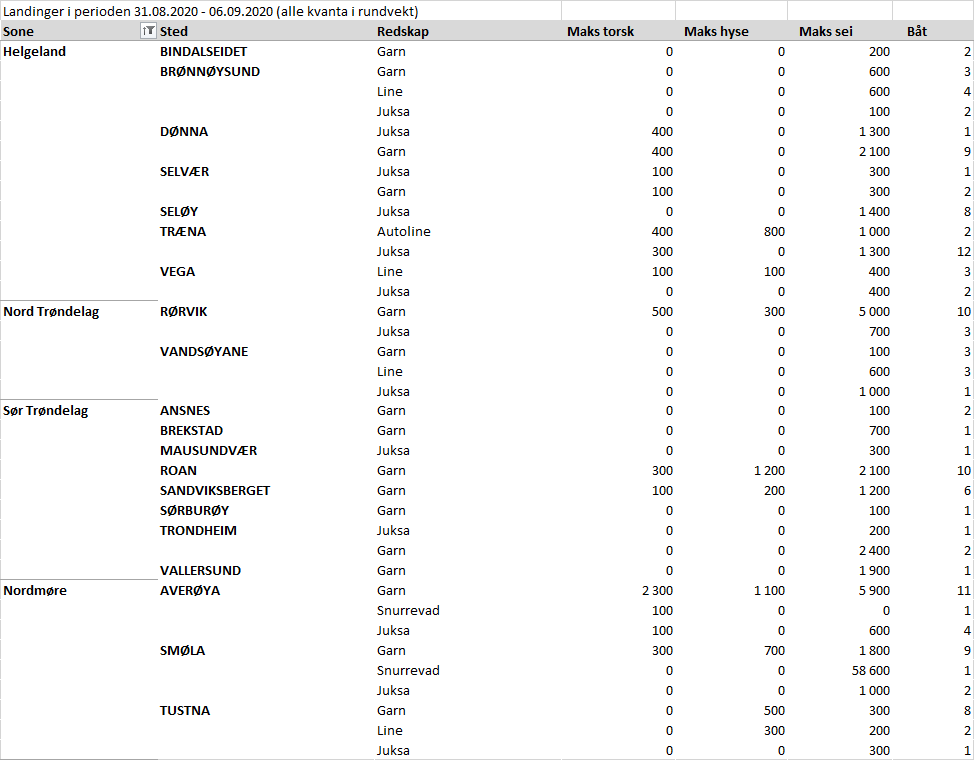 Landinger i perioden 31.08.2020 - 06.09.2020 (alle kvanta i rundvekt)
Sone Sted Redskap Maks torsk Maks hyse Maks sei Båt
Helgeland BINDALSEIDET Garn 0 0 200 2
BRØNNØYSUND Garn 0 0 600 3
Line 0 0 600 4
Juksa 0 0 100 2
DØNNA Juksa 400 0 1 300 1
Garn 400 0 2 100 9
SELVÆR Juksa 100 0 300 1
Garn 100 0 300 2
SELØY Juksa 0 0 1 400 8
TRÆNA Autoline 400 800 1 000 2
Juksa 300 0 1 300 12
VEGA Line 100 100 400 3
Juksa 0 0 400 2
Nord Trøndelag RØRVIK Garn 500 300 5 000 10
Juksa 0 0 700 3
VANDSØYANE Garn 0 0 100 3
Line 0 0 600 3
Juksa 0 0 1 000 1
Sør Trøndelag ANSNES Garn 0 0 100 2
BREKSTAD Garn 0 0 700 1
MAUSUNDVÆR Juksa 0 0 300 1
ROAN Garn 300 1 200 2 100 10
SANDVIKSBERGET Garn 100 200 1 200 6
SØRBURØY Garn 0 0 100 1
TRONDHEIM Juksa 0 0 200 1
Garn 0 0 2 400 2
VALLERSUND Garn 0 0 1 900 1
Nordmøre AVERØYA Garn 2 300 1 100 5 900 11
Snurrevad 100 0 0 1
Juksa 100 0 600 4
SMØLA Garn 300 700 1 800 9
Snurrevad 0 0 58 600 1
Juksa 0 0 1 000 2
TUSTNA Garn 0 500 300 8
Line 0 300 200 2
Juksa 0 0 300 1